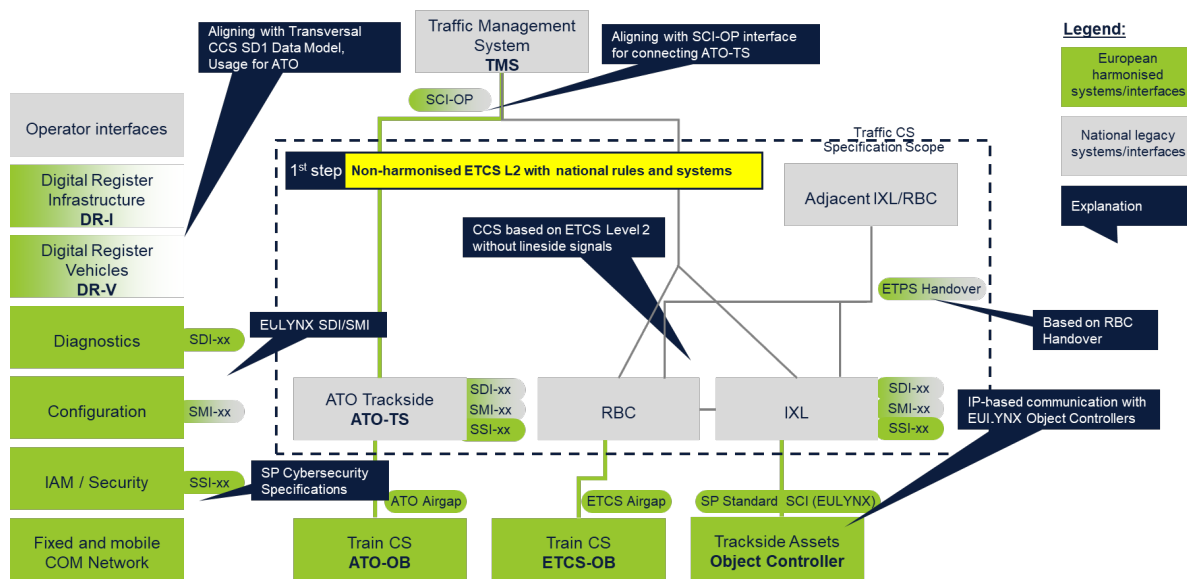 Traffic Management
System
TMS
Aligning with Transversal
CCS SD1 Data Model,
Usage for ATO
Aligning with SCI-OP interface
for connecting ATO-TS
Legend:
European
harmonised
systems/interfaces
National legacy
systems/interfaces
Explanation
SCI-OP
Operator interfaces
Digital Register
Infrastructure
DR-I
Digital Register
Vehicles
DR-V
Diagnostics
SDI-xx
Configuration
SMI-xx
IAM / Security
SSI-xx
Fixed and mobile
COM Network
Traffic CS
Specification Scope
1st step
Non-harmonised ETCS L2 with national rules and systems
Adjacent IXL/RBC
CCS based on ETCS Level 2
without lineside signals
ETPS Handover
Based on RBC
Handover
EULYNX SDI/SMI
ATO Trackside
ATO-TS
SDI-xx
SMI-xx
SSI-xx
RBC
IXL
SDI-xx
SMI-xx
SSI-xx
IP-based communication with
EULYNX Object Controllers
SP Cybersecurity
Specifications
ATO Airgap
ETCS Airgap
SP Standard SCI (EULYNX)
Train CS
ATO-OB
Train CS
ETCS-OB
Trackside Assets
Object Controller